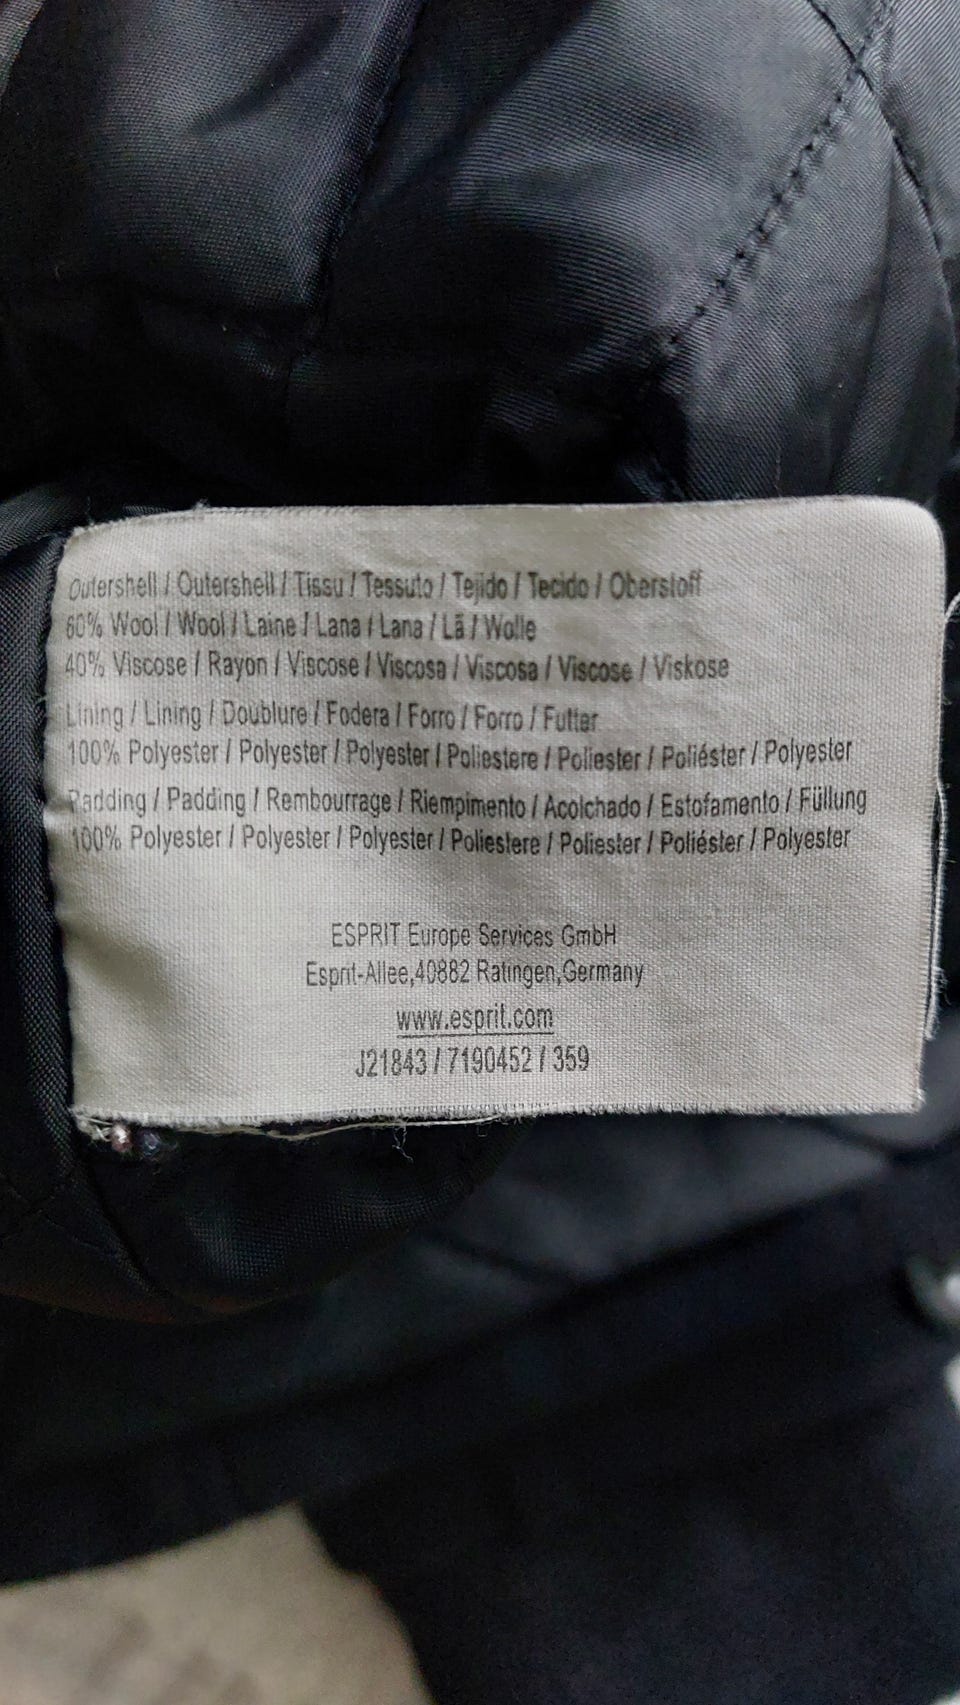 Outershell / Outershell / Tissu / Tessuto / Tejido / Tecido / Oberstoff
60% Wool / Wool / Laine / Lana / Lana / Lã / Wolle
40% Viscose / Rayon / Viscose / Viscosa / Viscosa / Viscose / Viskose
Lining / Lining / Doublure / Fodera / Forro / Forro / Futter
100% Polyester / Polyester / Polyester / Poliestere / Poliester / Poliéster / Polyester
Padding / Padding / Rembourrage / Riempimento / Acolchado / Estofamento / Füllung
100% Polyester / Polyester / Polyester / Poliestere / Poliester / Poliéster / Polyester
ESPRIT Europe Services GmbH
Esprit-Allee,40882 Ratingen,Germany
www.esprit.com
J21843 / 7190452 / 359